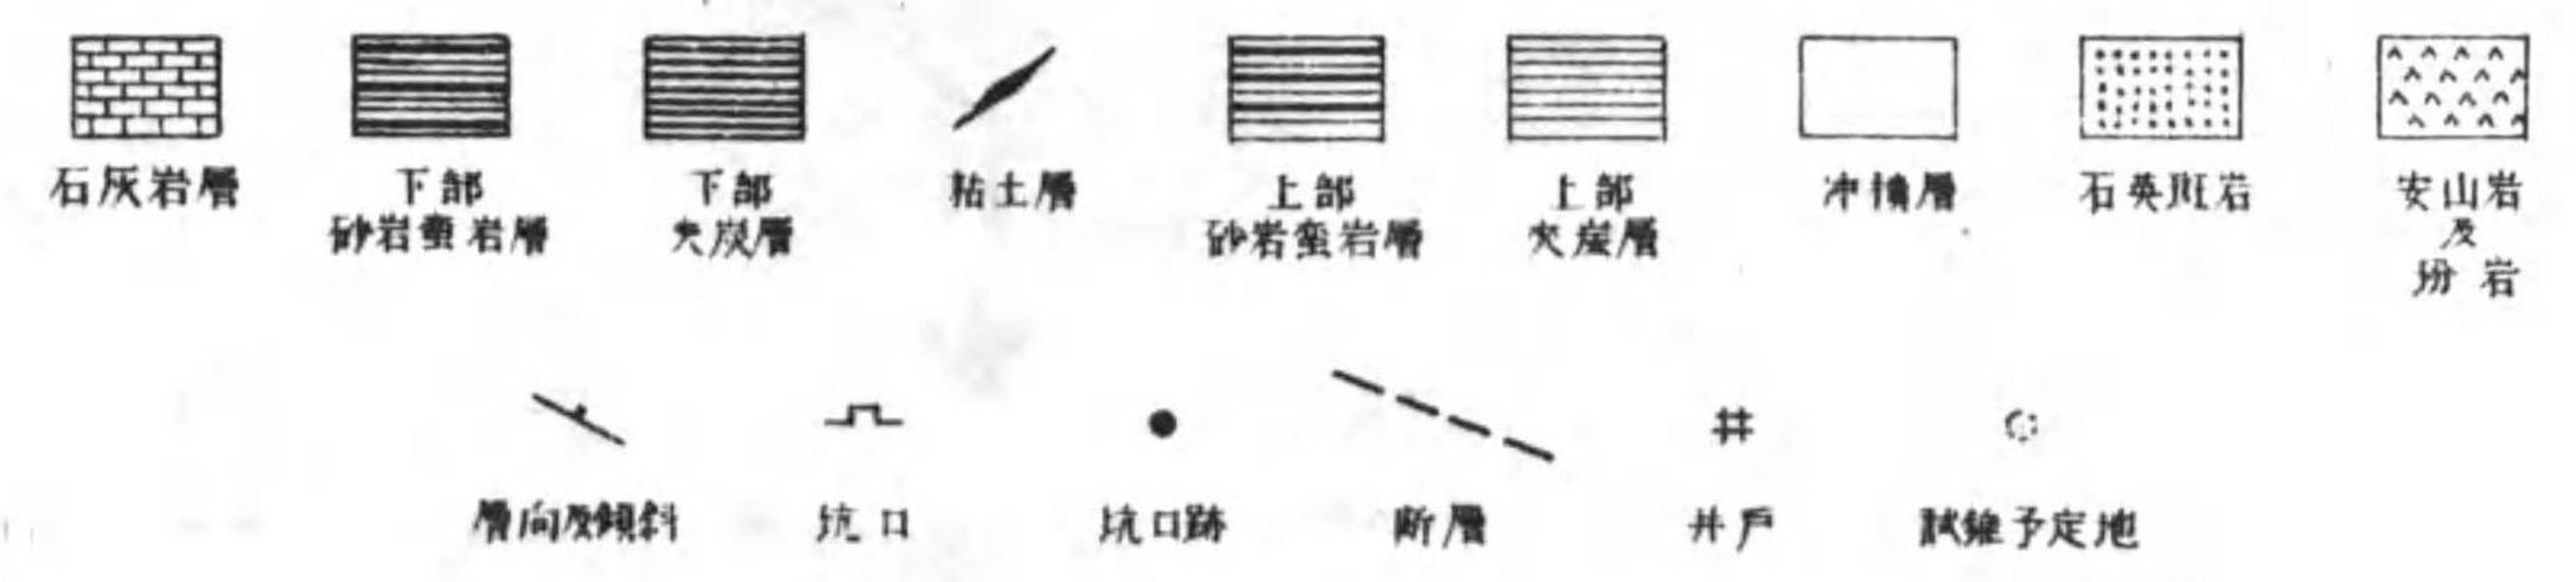 石灰岩層
下部
砂岩蛮岩層
下部
夾炭層
粘土層
上部
砂岩蛮岩層
上部
夾炭層
冲積層
石英斑岩
安山岩
及
玢岩
層向及傾斜
坑口
坑口跡
断層
井戸
試錐予定地